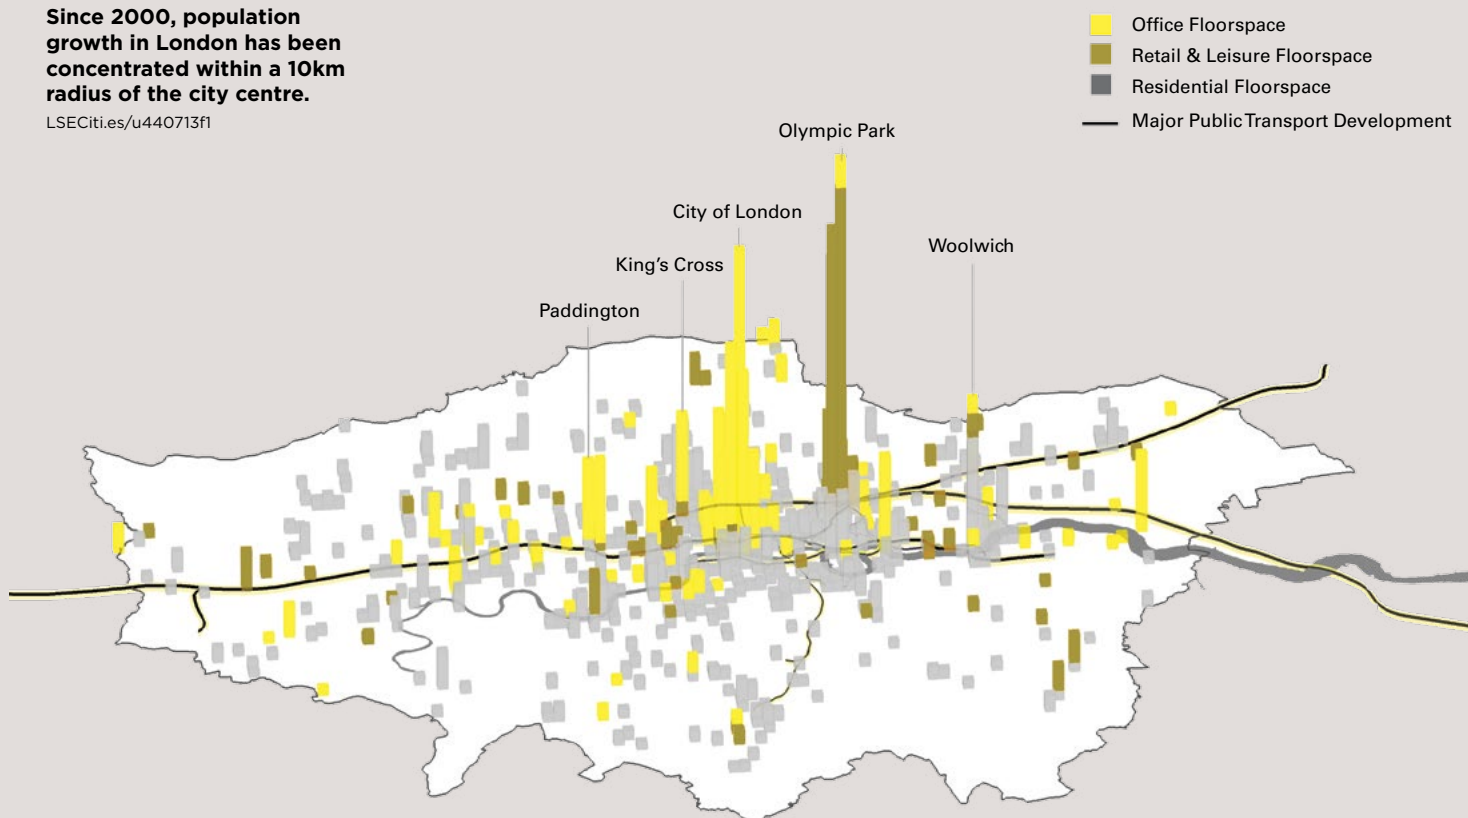 Since 2000, population
growth in London has been
concentrated within a 10km
radius of the city centre.
LSECiti.es/u440713f1
Office Floorspace
Retail & Leisure Floorspace
Residential Floorspace
Major Public Transport Development
Olympic Park
City of London
Woolwich
King's Cross
Paddington